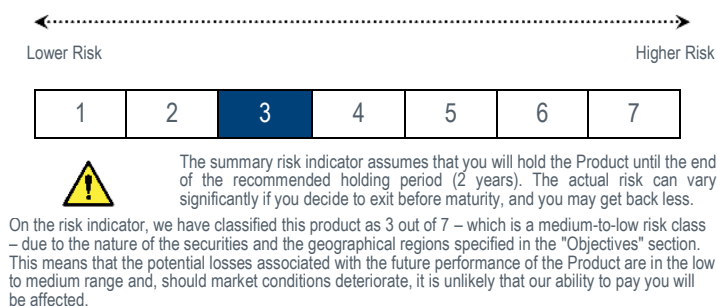 Lower Risk Higher Risk
1 2 3 4 5 6 7
The summary risk indicator assumes that you will hold the Product until the end
of the recommended holding period (2 years). The actual risk can vary
significantly if you decide to exit before maturity, and you may get back less.
On the risk indicator, we have classified this product as 3 out of 7 – which is a medium-to-low risk class
– due to the nature of the securities and the geographical regions specified in the "Objectives" section.
This means that the potential losses associated with the future performance of the Product are in the low
to medium range and, should market conditions deteriorate, it is unlikely that our ability to pay you will
be affected.